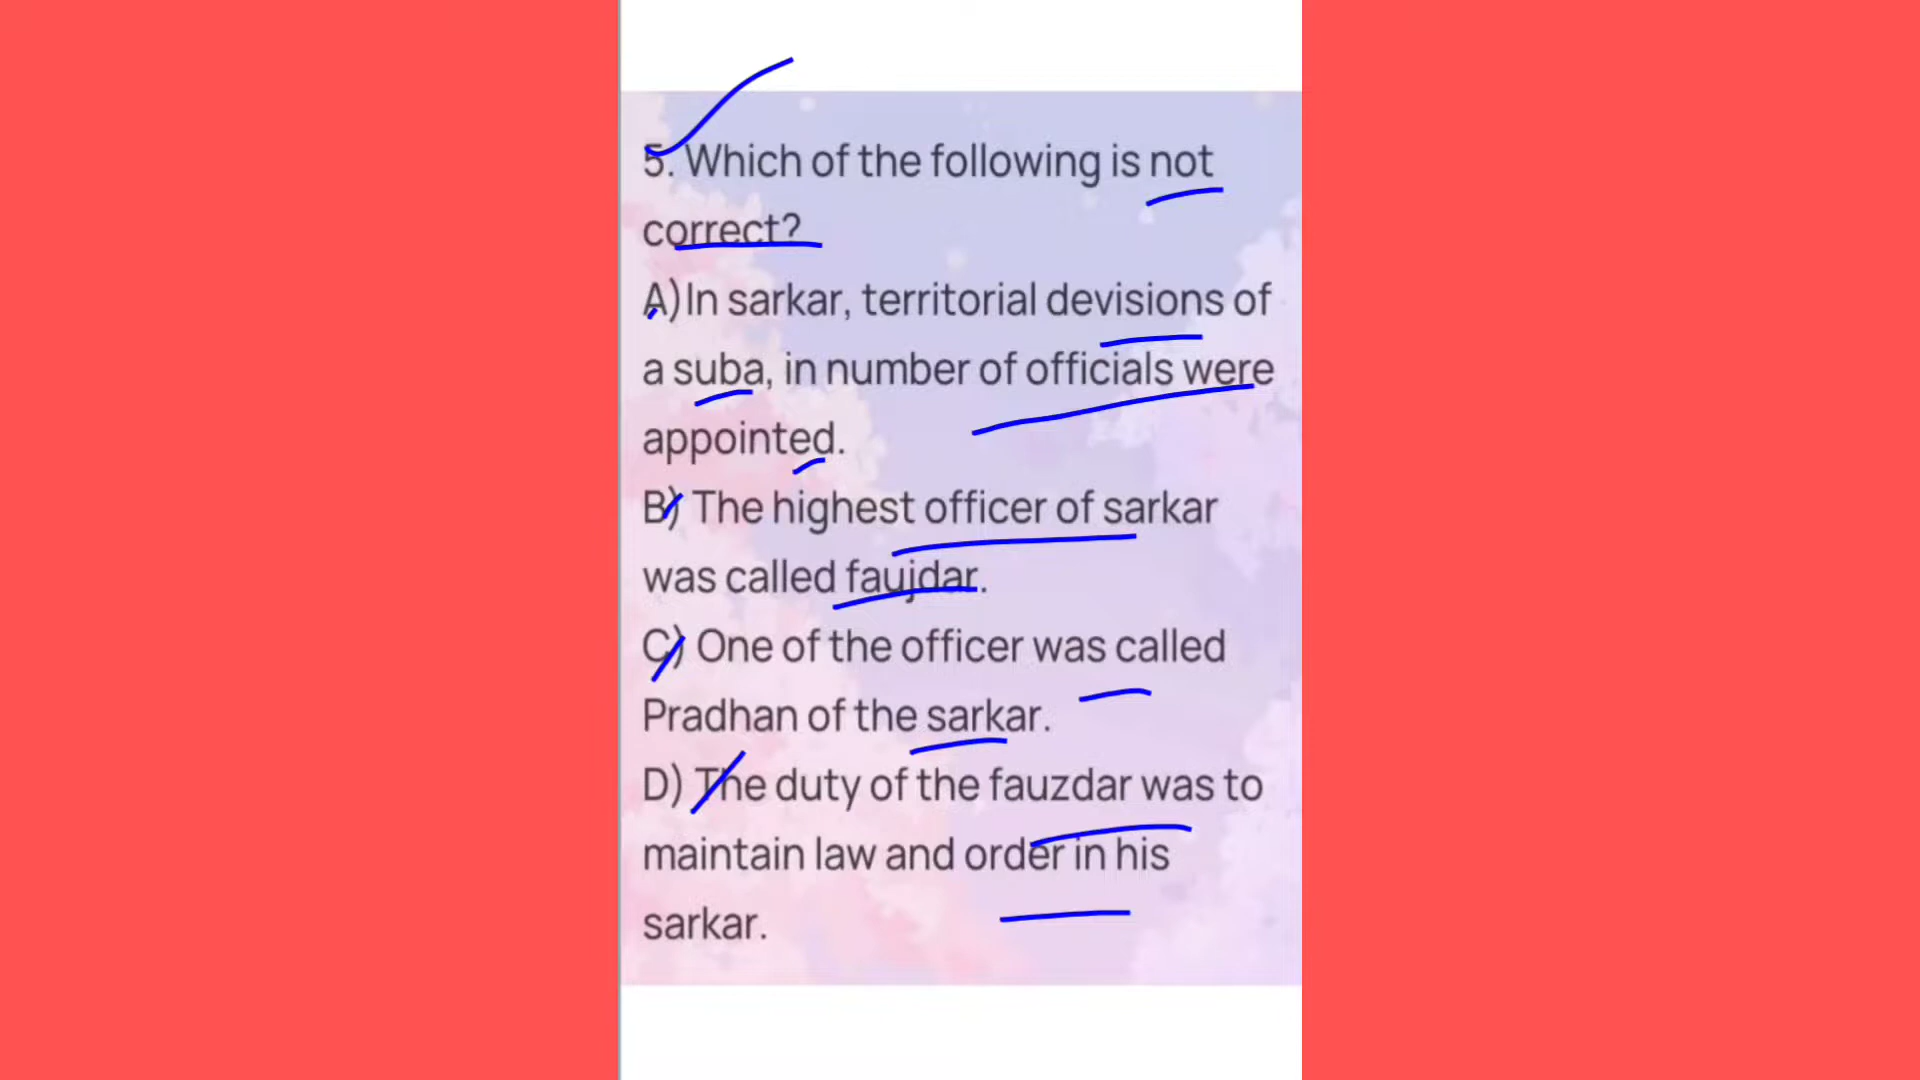 5. Which of the following is not
correct?
A)In sarkar, territorial devisions of
a suba, in number of officials were
appointed.
B) The highest officer of sarkar
was called faujdar.
C) One of the officer was called
Pradhan of the sarkar.
D) The duty of the fauzdar was to
maintain law and order in his
sarkar.